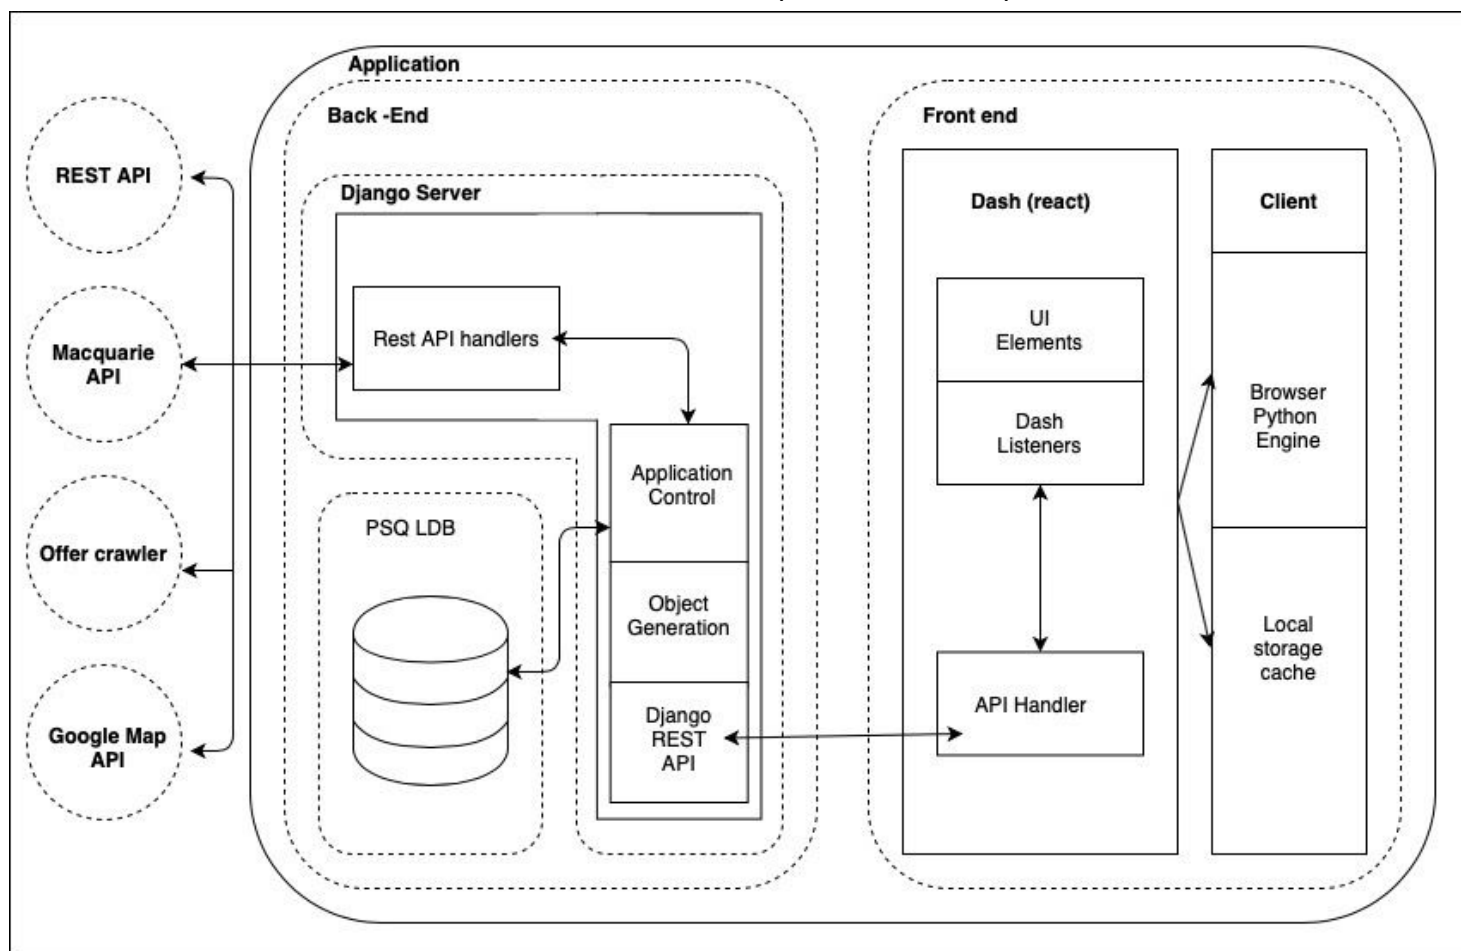 Application
Back -End
Front end
REST API
Django Server
Dash (react)
Client
Rest API handlers
UI
Elements
Macquarie
API
Browser
Python
Engine
Dash
Listeners
Application
Control
PSQ LDB
Offer crawler
Object
Generation
Local
storage
cache
Google Map
API
Django
REST
API
API Handler